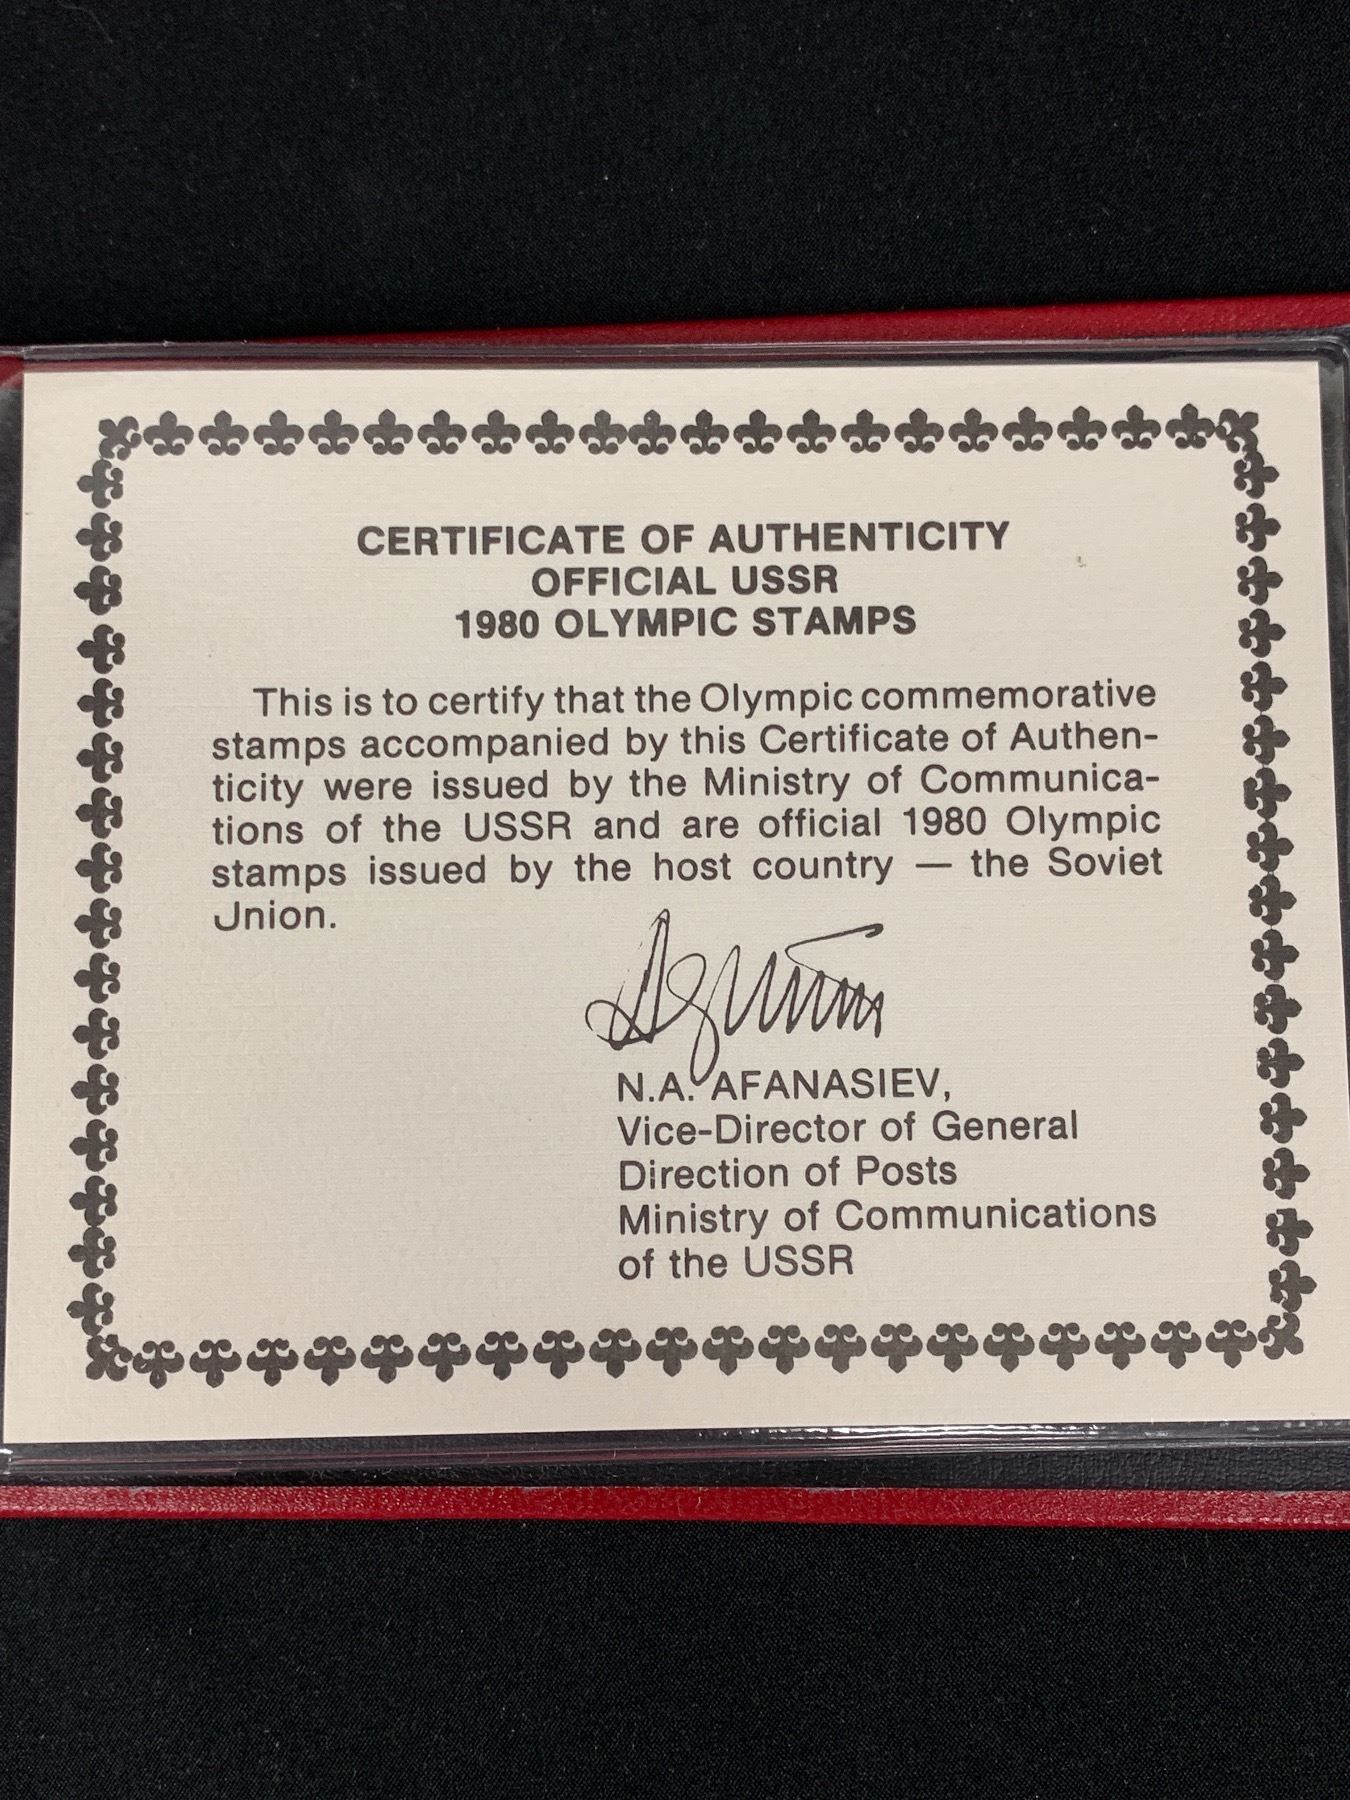 CERTIFICATE OF AUTHENTICITY
OFFICIAL USSR
1980 OLYMPIC STAMPS
This is to certify that the Olympic commemorative
stamps accompanied by this Certificate of Authen-
ticity were issued by the Ministry of Communica-
tions of the USSR and are official 1980 Olympic
stamps issued by the host country — the Soviet
Union.
N.A. AFANASIEV,
Vice-Director of General
Direction of Posts
Ministry of Communications
of the USSR